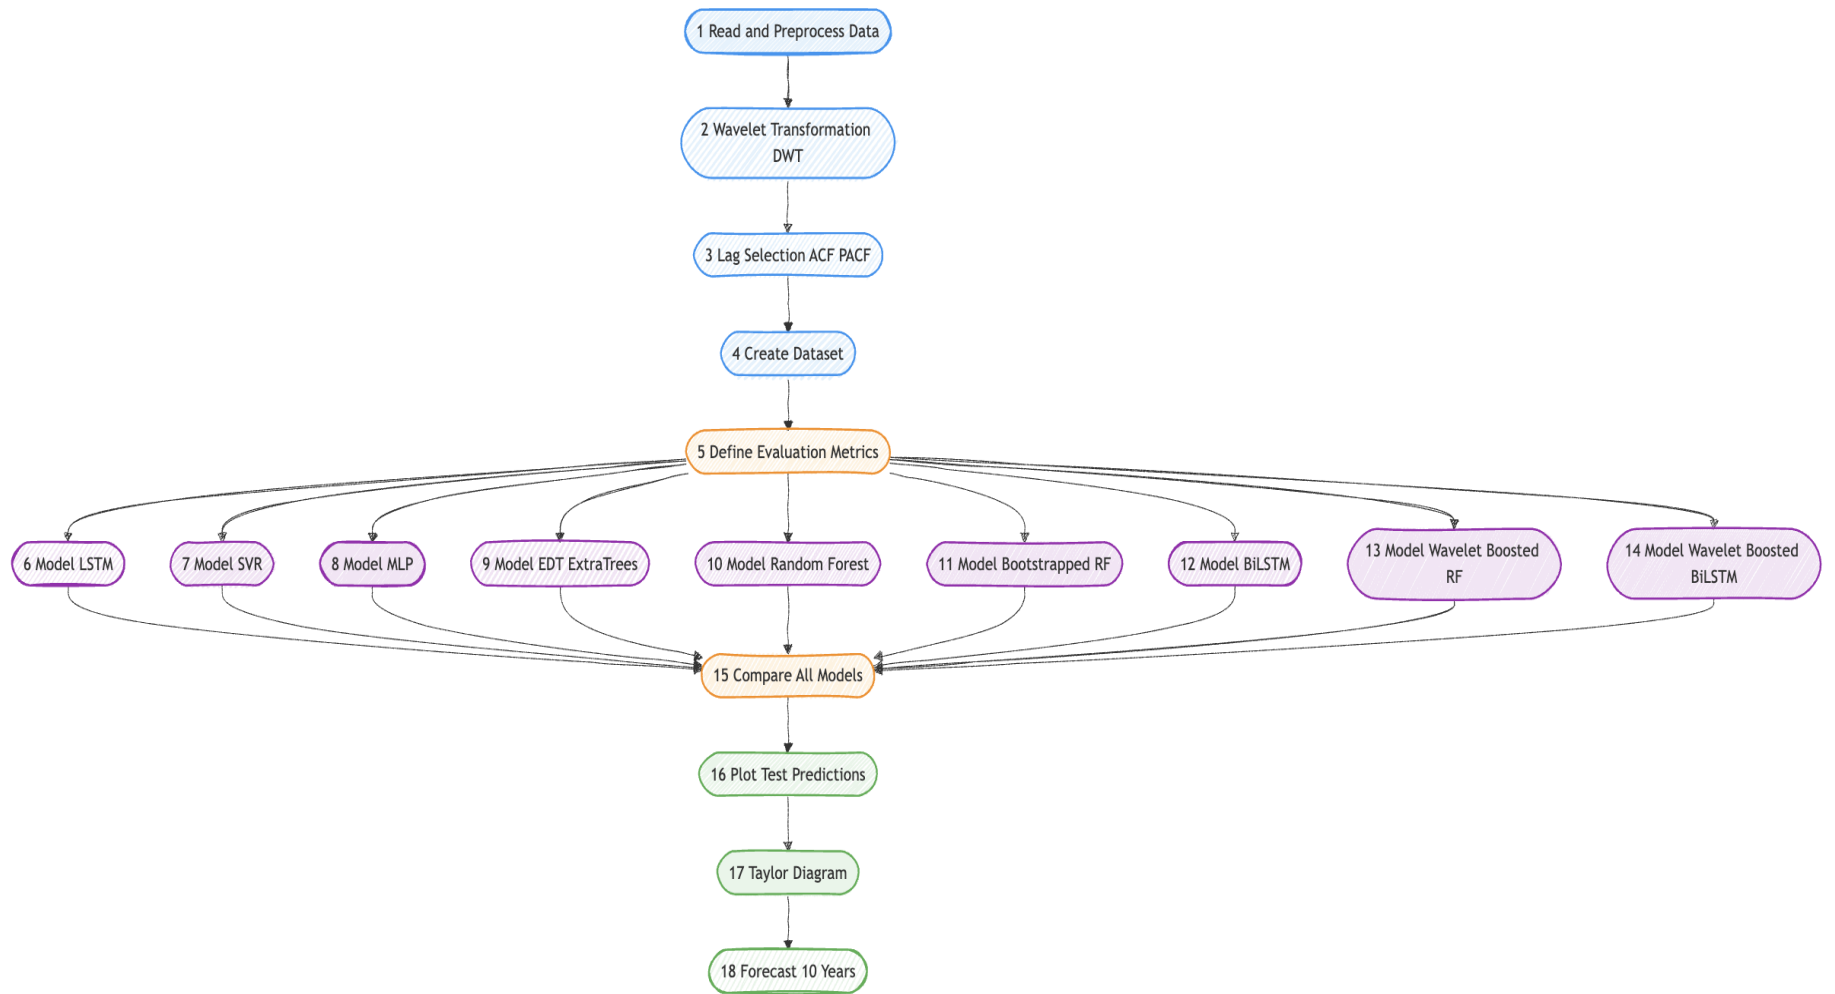 1 Read and Preprocess Data
2 Wavelet Transformation
DWT
3 Lag Selection ACF PACF
4 Create Dataset
5 Define Evaluation Metrics
6 Model LSTM
7 Model SVR
8 Model MLP
9 Model EDT ExtraTrees
10 Model Random Forest
11 Model Bootstrapped RF
12 Model BiLSTM
13 Model Wavelet Boosted
RF
14 Model Wavelet Boosted
BiLSTM
15 Compare All Models
16 Plot Test Predictions
17 Taylor Diagram
18 Forecast 10 Years